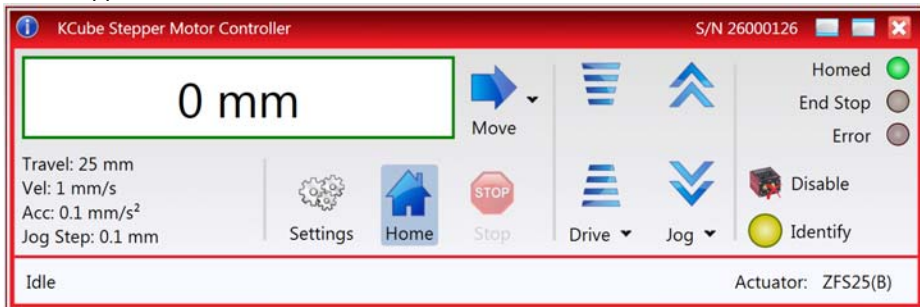 KCube Stepper Motor Controller
S/N 26000126
0 mm
Move
Homed
End Stop
Error
Travel: 25 mm
Vel: 1 mm/s
Acc: 0.1 mm/s²
Jog Step: 0.1 mm
Settings
Home
STOP
Stop
Drive
Jog
Disable
Identify
Idle
Actuator: ZFS25(B)